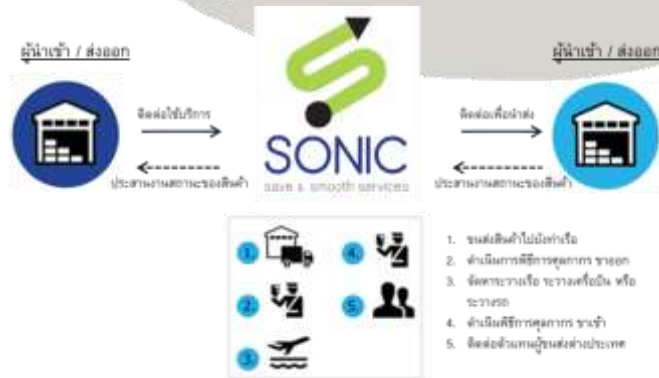 ผู้นำเข้า / ส่งออก
ผู้นำเข้า / ส่งออก
ติดต่อใช้บริการ
ติดต่อเพื่อนำส่ง
SONIC
save & smooth services
ประสานงานสถานะของสินค้า
ประสานงานสถานะของสินค้า
1.
4.
2.
5.
3.
1. ขนส่งสินค้าไปยังท่าเรือ
2. ดำเนินการพิธีการศุลกากร ขาออก
3. จัดหาระวางเรือ ระวางเครื่องบิน หรือ
ระวางรถ
4. ดำเนินพิธีการศุลกากร ขาเข้า
5. ติดต่อตัวแทนผู้ขนส่งต่างประเทศ